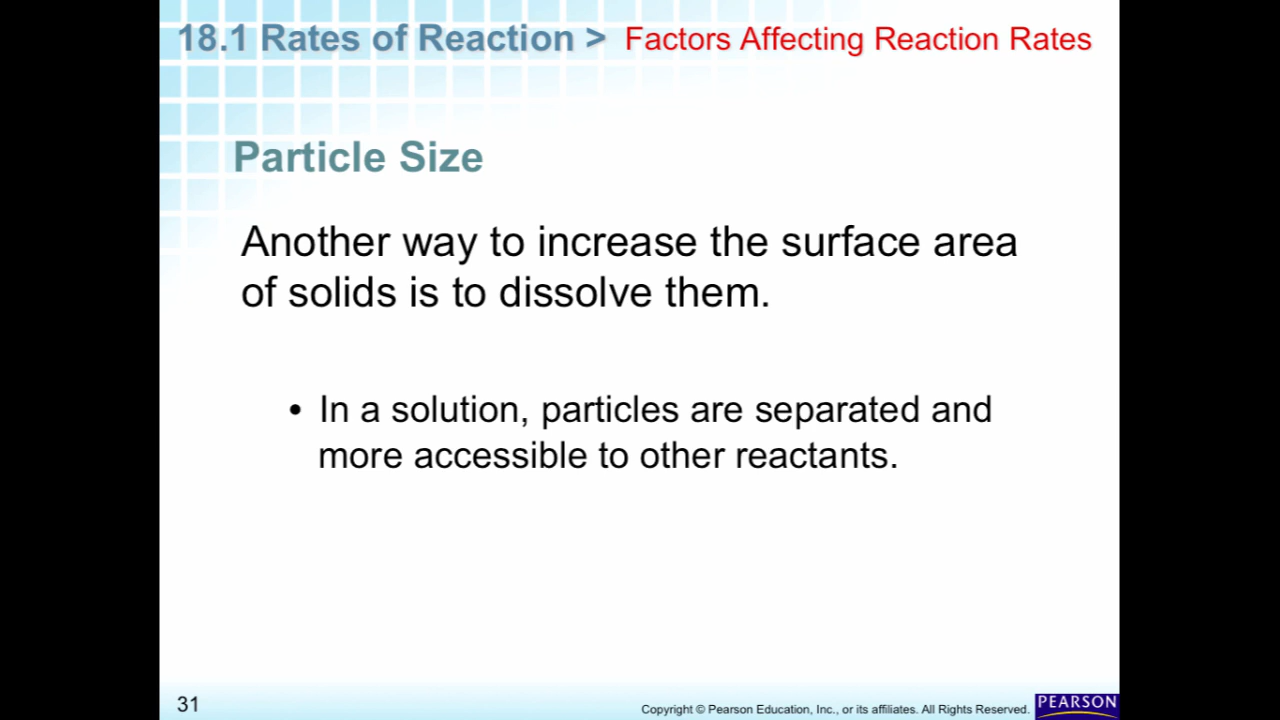 18.1 Rates of Reaction > Factors Affecting Reaction Rates
Particle Size
Another way to increase the surface area
of solids is to dissolve them.
• In a solution, particles are separated and
more accessible to other reactants.
31
Copyright © Pearson Education, Inc., or its affiliates. All Rights Reserved.
PEARSON